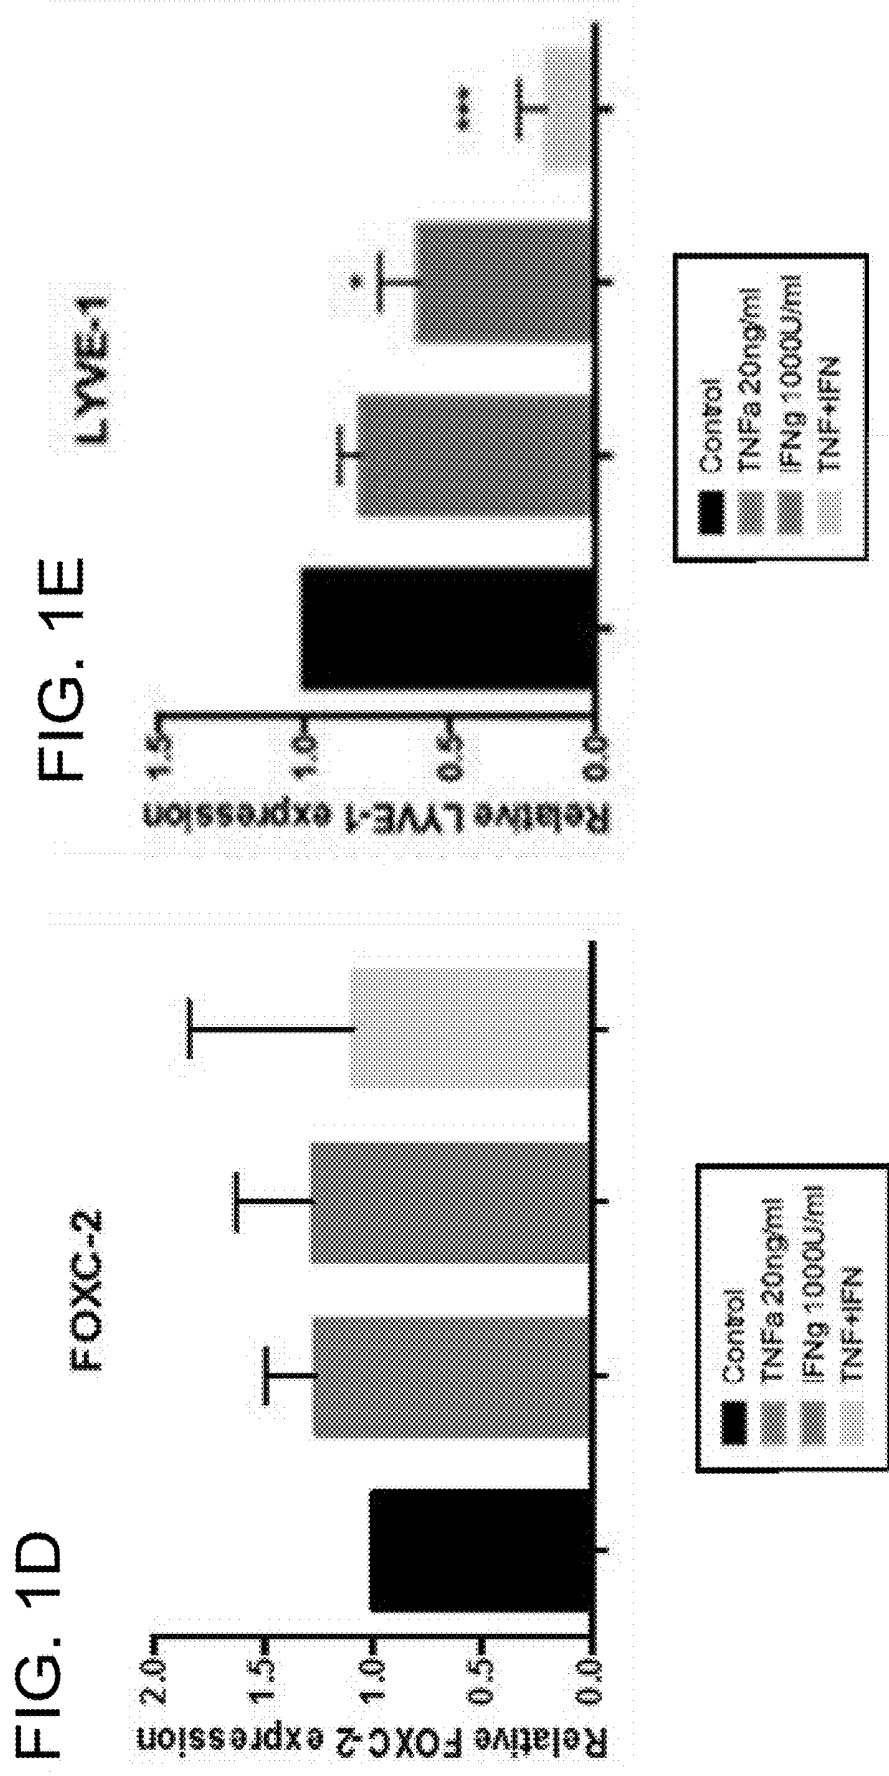 FIG. 1D
FOXC-2
Relative FOXC-2 expression
2.0
1.5
1.0
0.5
0.0
Control
TNFa 20ng/ml
IFNg 1000U/ml
TNF+IFN
FIG. 1E
LYVE-1
Relative LYVE-1 expression
1.5
1.0
0.5
0.0
*
***
Control
TNFa 20ng/ml
IFNg 1000U/ml
TNF+IFN